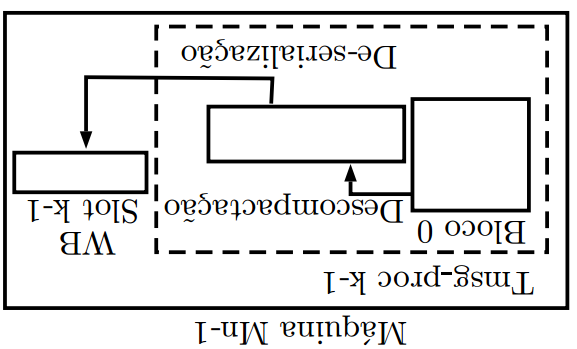 Máquina Mn-1
Tmsg-proc k-1
Bloco 0
WB
Slot k-1
Descompactação
De-serialização